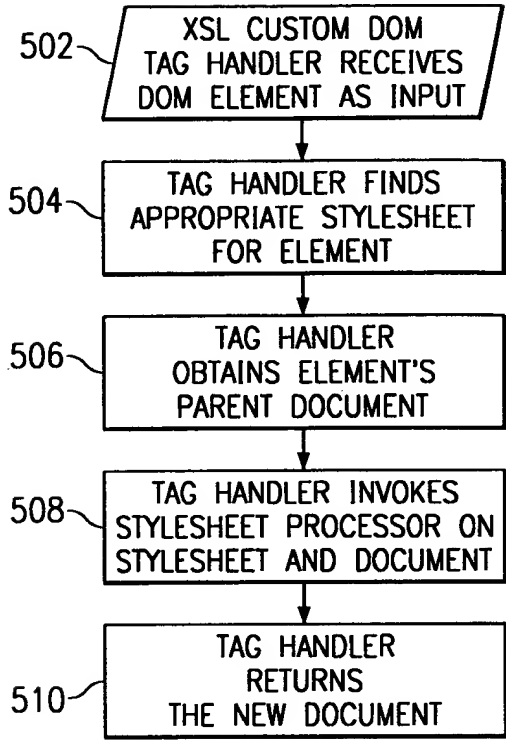 502
XSL CUSTOM DOM
TAG HANDLER RECEIVES
DOM ELEMENT AS INPUT
504
TAG HANDLER FINDS
APPROPRIATE STYLESHEET
FOR ELEMENT
506
TAG HANDLER
OBTAINS ELEMENT'S
PARENT DOCUMENT
508
TAG HANDLER INVOKES
STYLESHEET PROCESSOR ON
STYLESHEET AND DOCUMENT
510
TAG HANDLER
RETURNS
THE NEW DOCUMENT